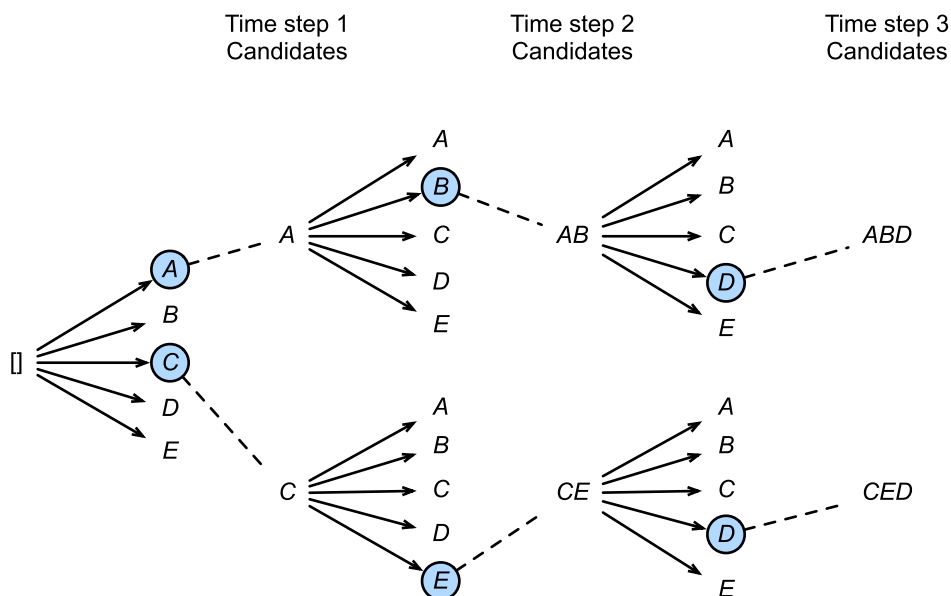 Time step 1
Candidates
Time step 2
Candidates
Time step 3
Candidates
[]
A
B
C
D
E
A
C
A
B
C
D
E
A
B
C
D
E
AB
CE
A
B
C
D
E
A
B
C
D
E
ABD
CED